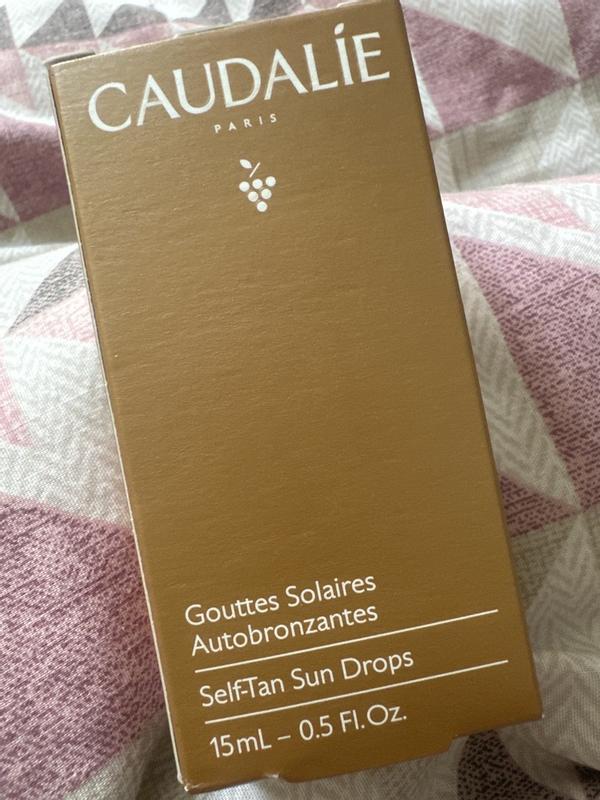 CAUDALÍE
PARIS
Gouttes Solaires
Autobronzantes
Self-Tan Sun Drops
15mL – 0.5 Fl.Oz.